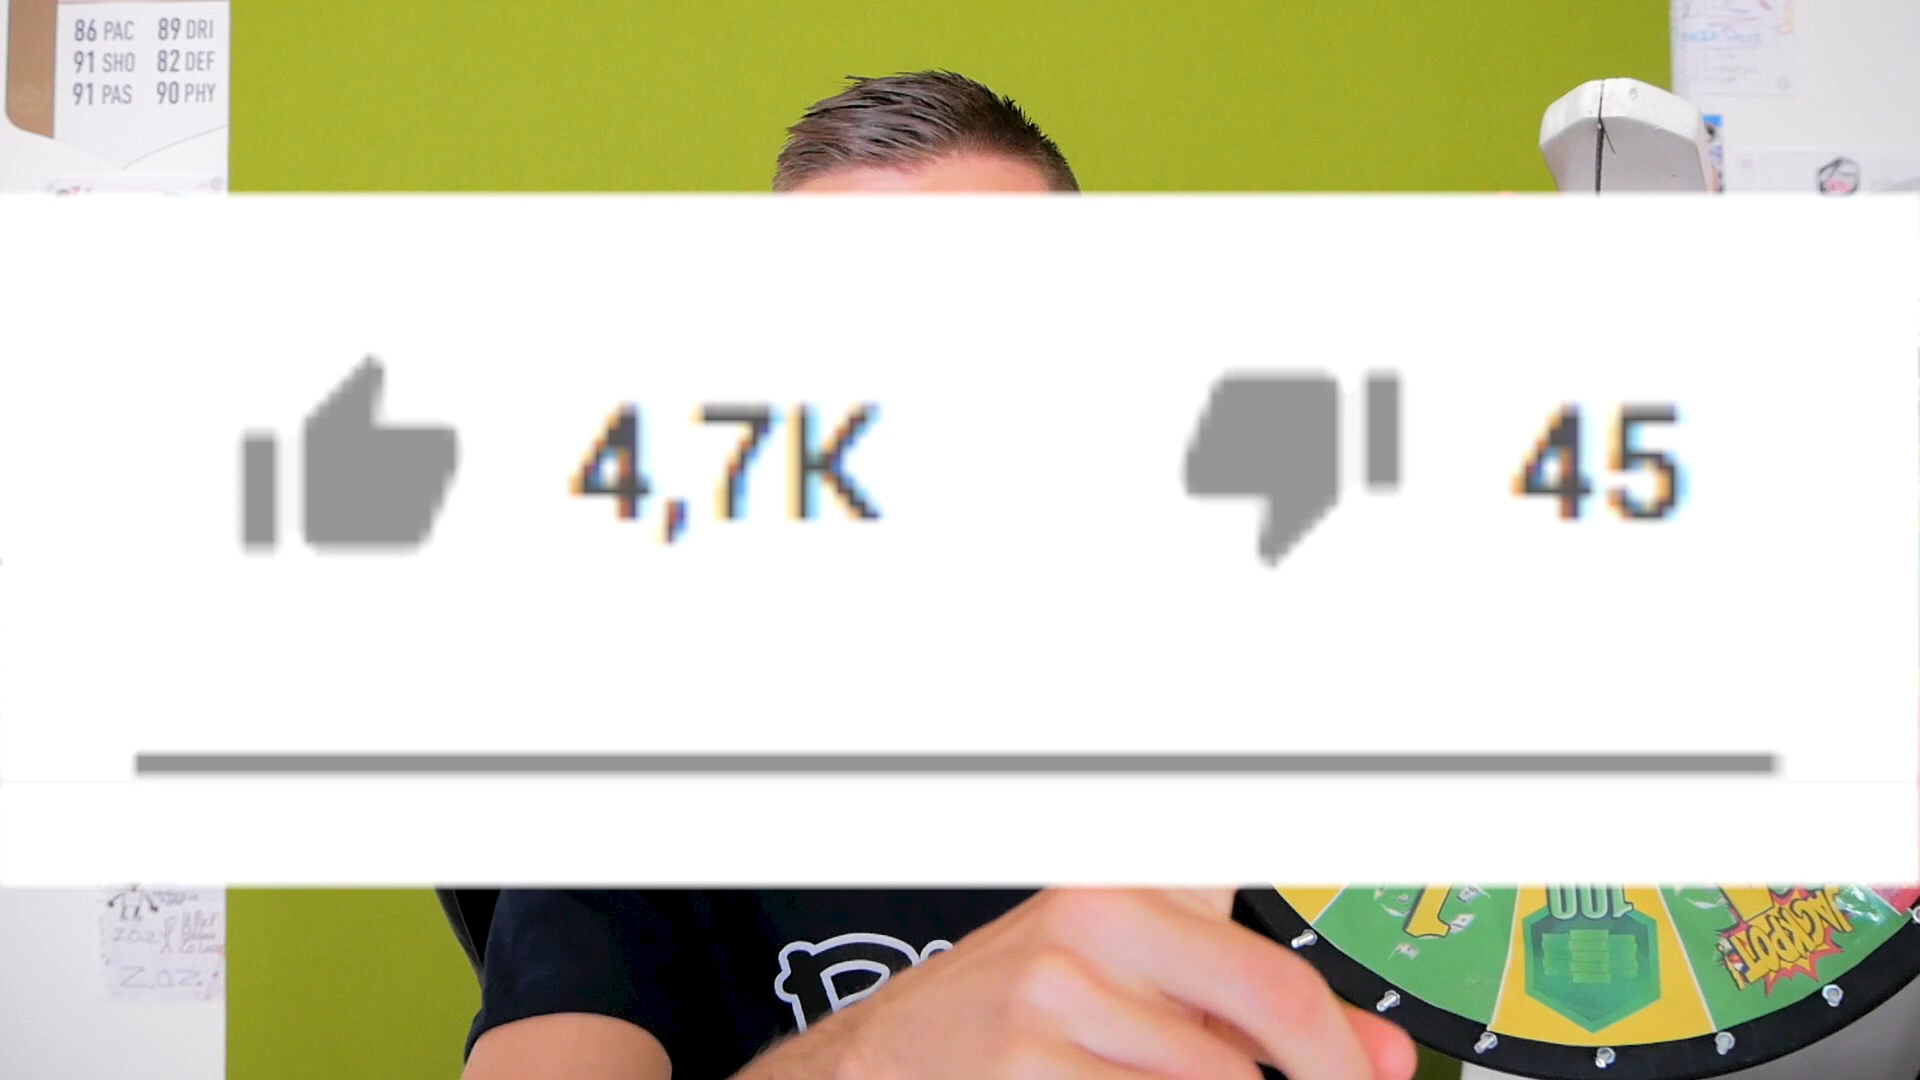 86 PAC 89 DRI
91 SHO 82 DEF
91 PAS 90 PHY
4,7K 45
100
JACKPOT